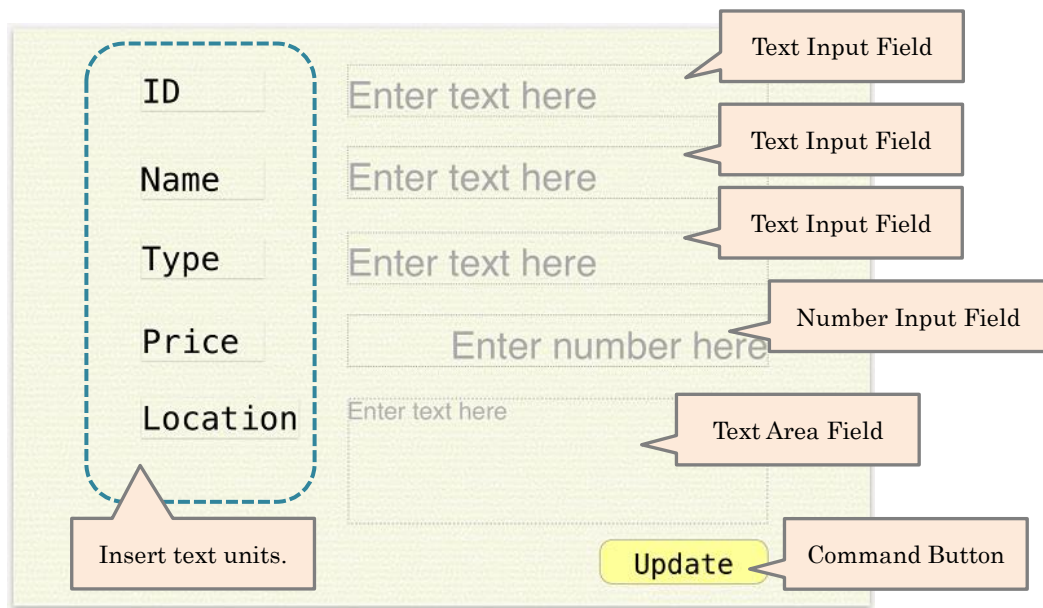 Text Input Field
ID
Enter text here
Text Input Field
Name
Enter text here
Text Input Field
Type
Enter text here
Number Input Field
Price
Enter number here
Location
Enter text here
Text Area Field
Insert text units.
Update
Command Button